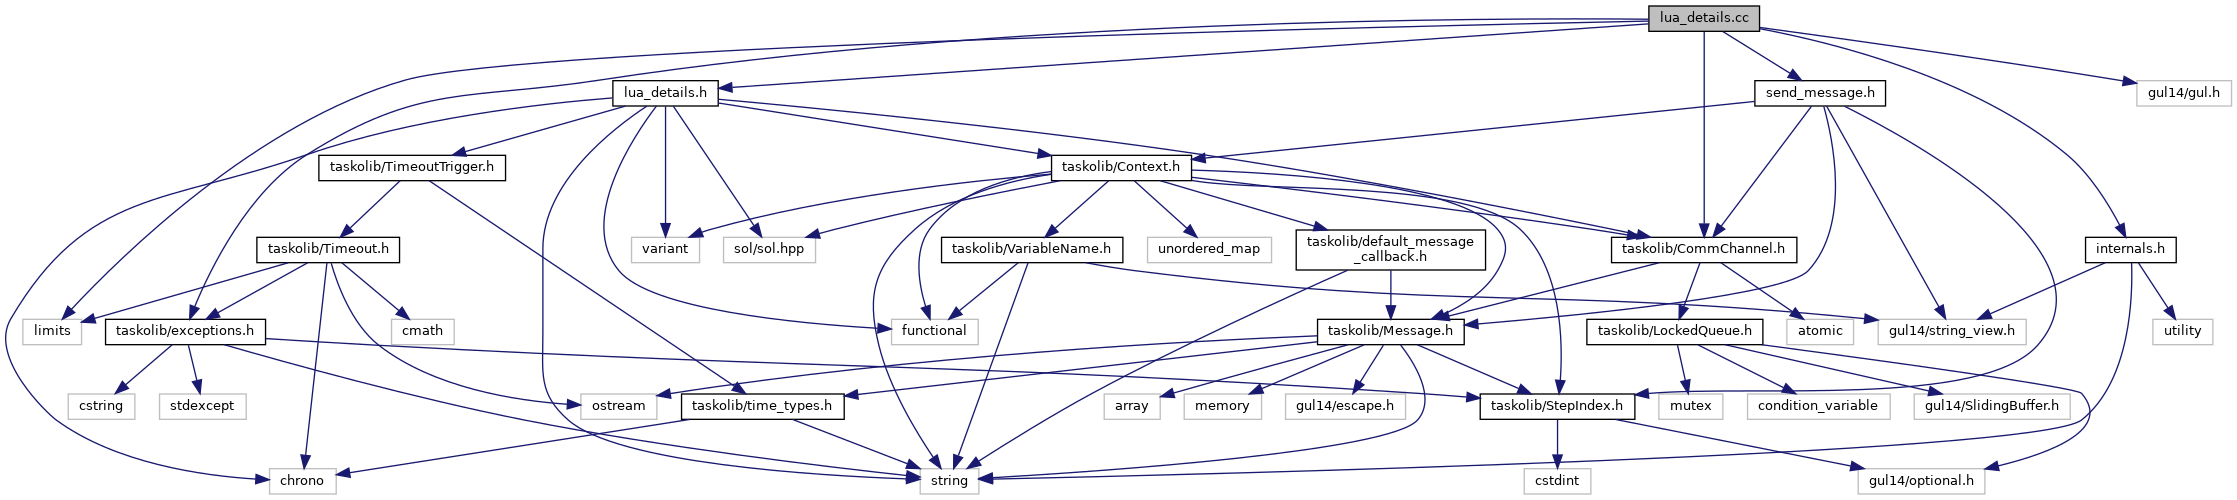 lua_details.cc
lua_details.h
send_message.h
gul14/gul.h
taskolib/TimeoutTrigger.h
taskolib/Context.h
taskolib/Timeout.h
variant
sol/sol.hpp
taskolib/VariableName.h
unordered_map
taskolib/default_message
_callback.h
taskolib/CommChannel.h
internals.h
limits
taskolib/exceptions.h
cmath
functional
taskolib/Message.h
taskolib/LockedQueue.h
atomic
gul14/string_view.h
utility
cstring
stdexcept
ostream
taskolib/time_types.h
array
memory
gul14/escape.h
taskolib/StepIndex.h
mutex
condition_variable
gul14/SlidingBuffer.h
chrono
string
cstdint
gul14/optional.h